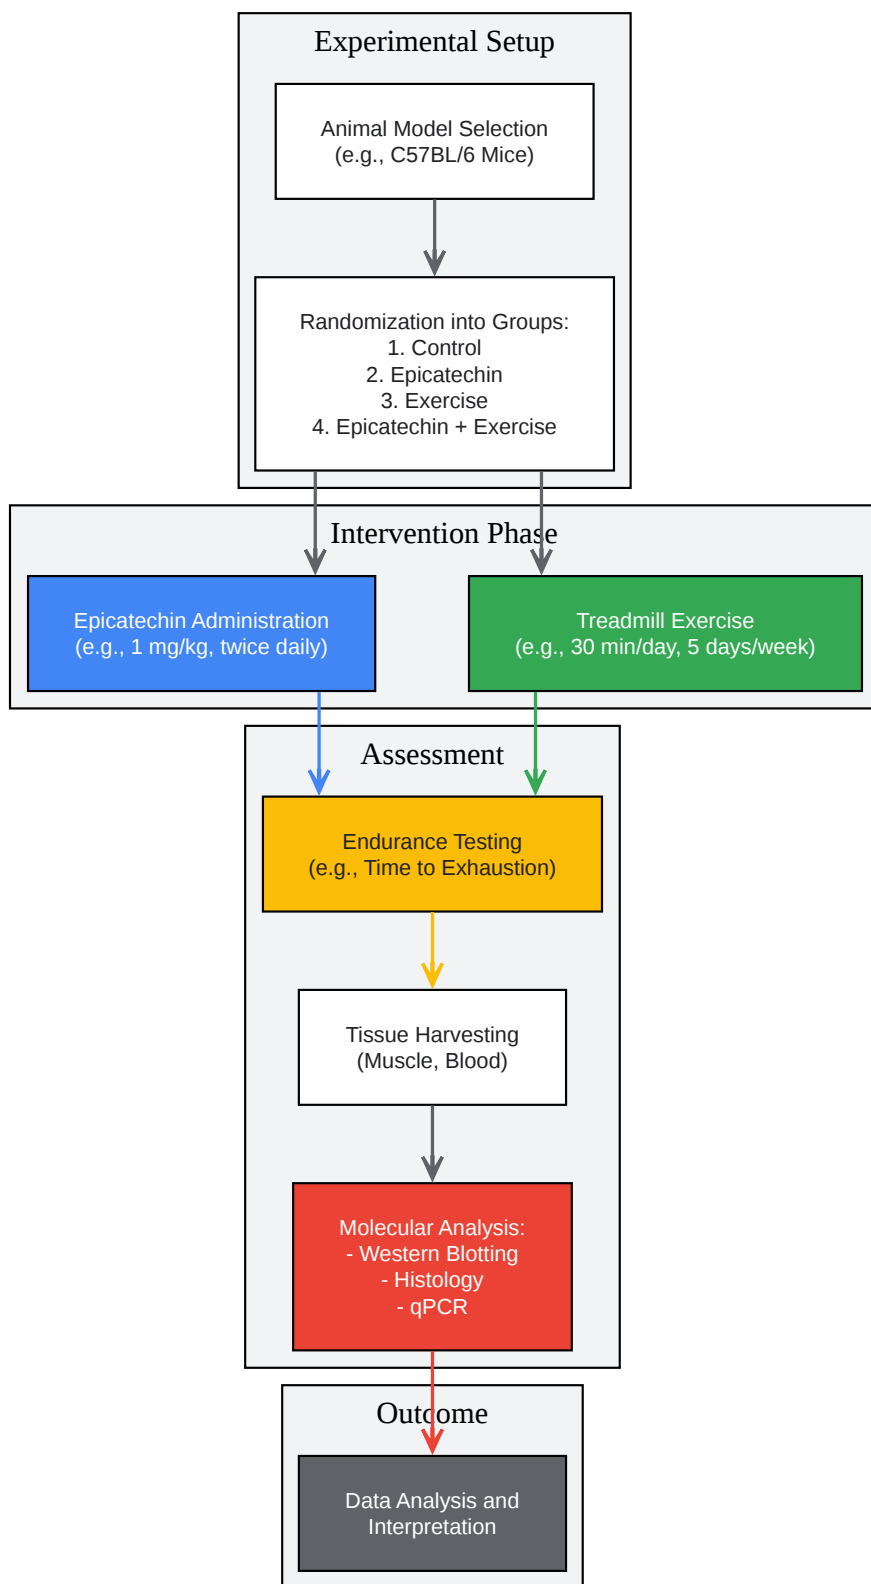 Experimental Setup
Animal Model Selection
(e.g., C57BL/6 Mice)
Randomization into Groups:
1. Control
2. Epicatechin
3. Exercise
4. Epicatechin + Exercise
Intervention Phase
Epicatechin Administration
(e.g., 1 mg/kg, twice daily)
Treadmill Exercise
(e.g., 30 min/day, 5 days/week)
Assessment
Endurance Testing
(e.g., Time to Exhaustion)
Tissue Harvesting
(Muscle, Blood)
Molecular Analysis:
- Western Blotting
- Histology
- qPCR
Outcome
Data Analysis and
Interpretation